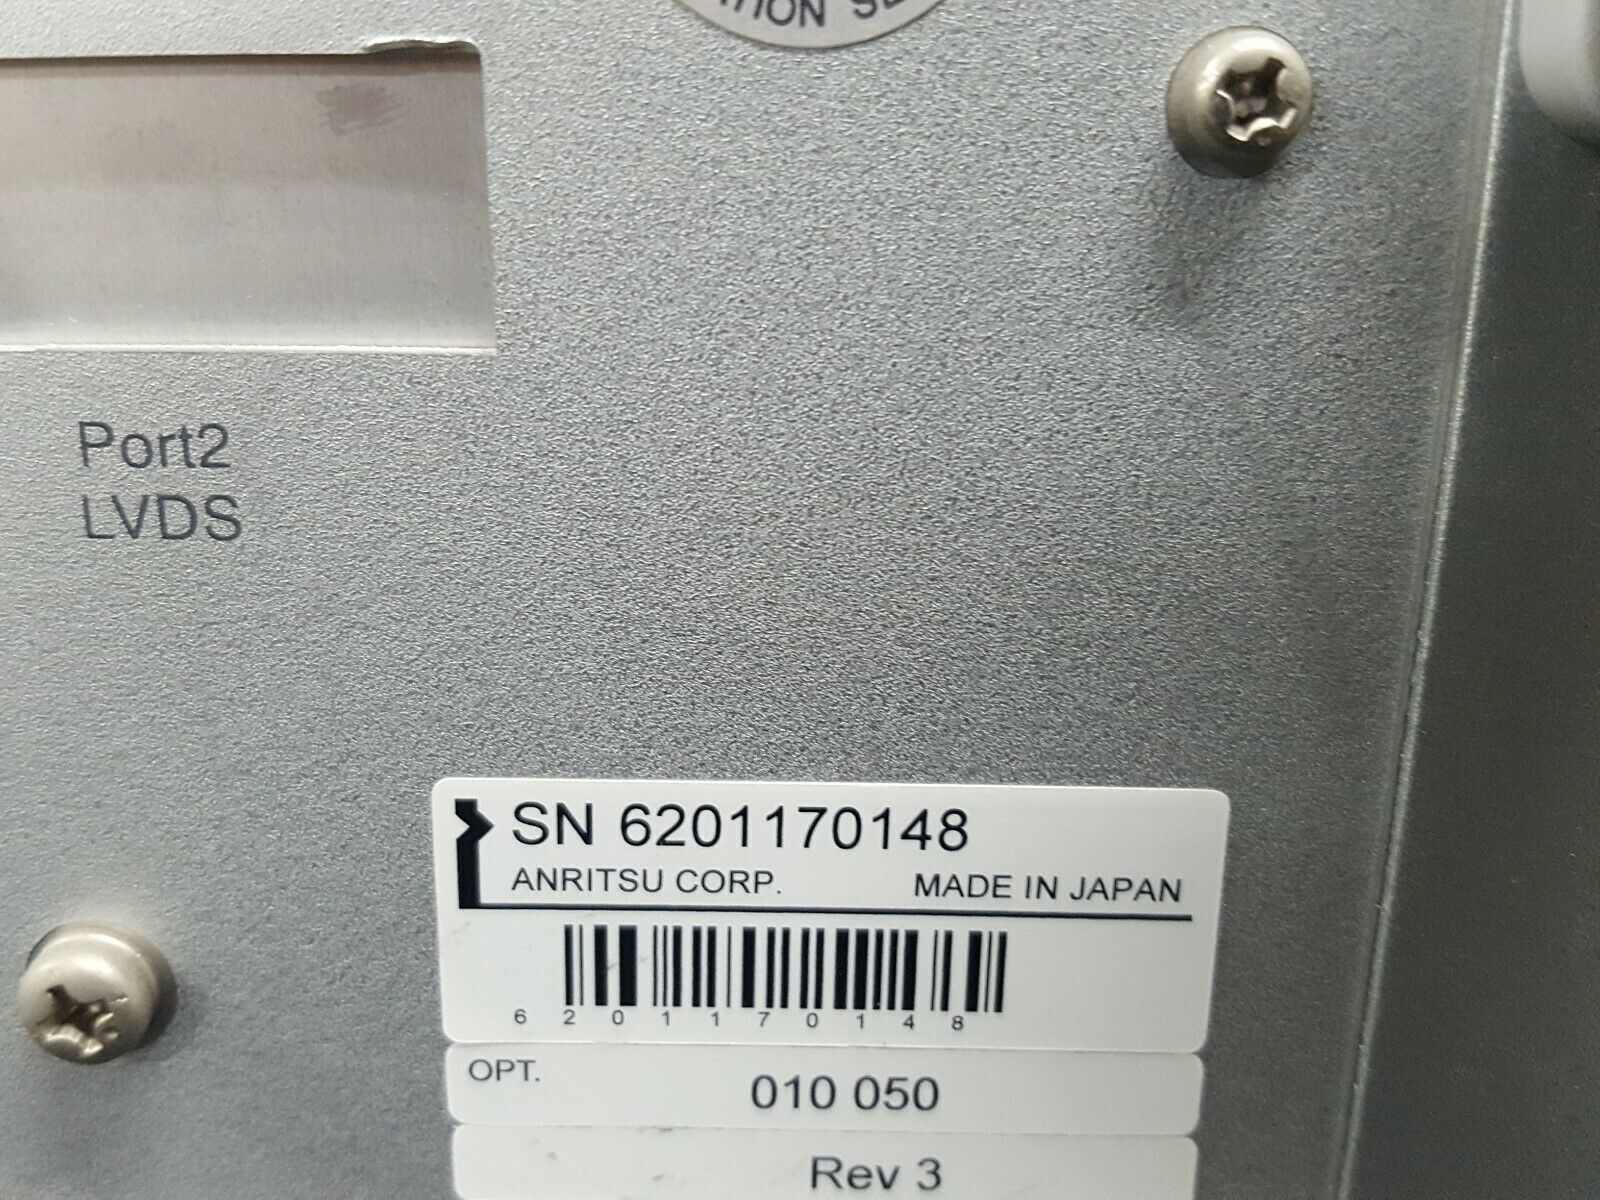 Port2
LVDS
SN 6201170148
ANRITSU CORP. MADE IN JAPAN
6201170148
OPT. 010 050
Rev 3